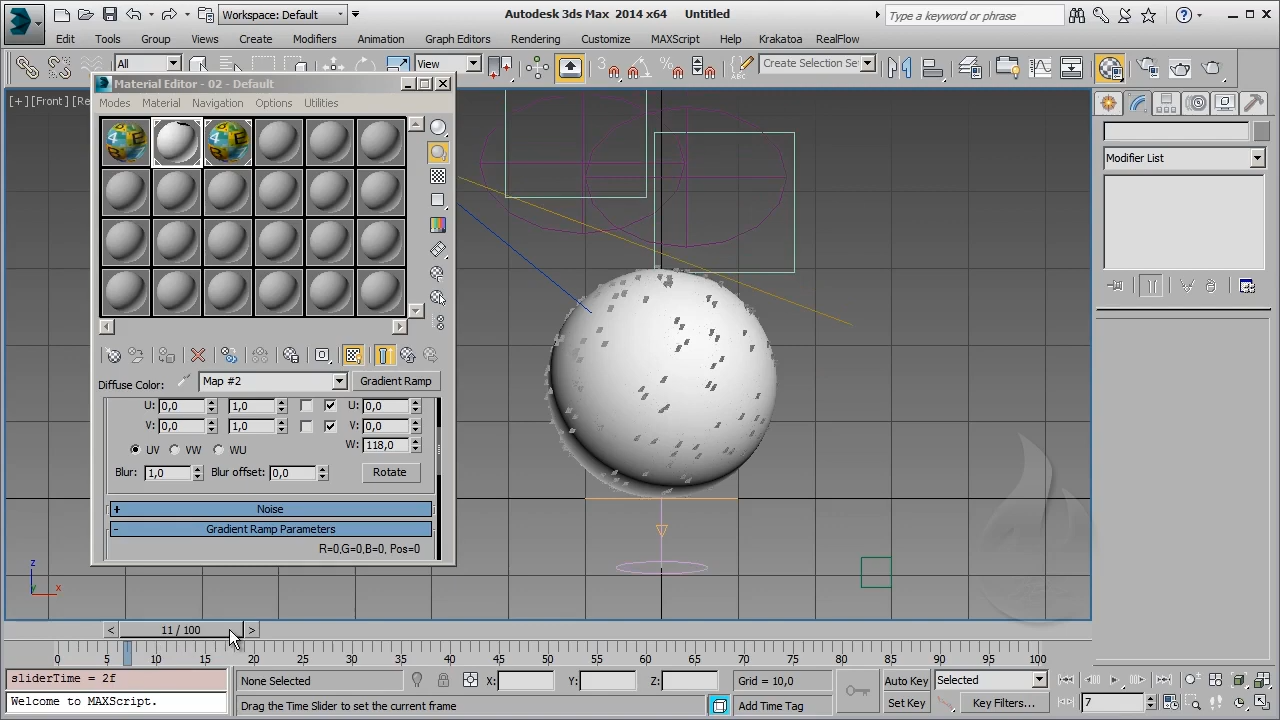 Workspace: Default
Autodesk 3ds Max 2014 x64 Untitled
Type a keyword or phrase
Edit Tools Group Views Create Modifiers Animation Graph Editors Rendering Customize MAXScript Help Krakatoa RealFlow
All
View
3
Create Selection Se
Material Editor - 02 - Default
[+][Front][Re
Modes Material Navigation Options Utilities
Modifier List
Diffuse Color: Map #2 Gradient Ramp
U: 0,0 1,0 U: 0,0
V: 0,0 1,0 V: 0,0
W: 118,0
UV VW WU
Blur: 1,0 Blur offset: 0,0 Rotate
+ Noise
- Gradient Ramp Parameters
R=0,G=0,B=0, Pos=0
z
x
y
< 11 / 100 >
0 5 10 15 20 25 30 35 40 45 50 55 60 65 70 75 80 85 90 95 100
sliderTime = 2f
None Selected X: Y: Z: Grid = 10,0 Auto Key Selected
Welcome to MAXScript.
Drag the Time Slider to set the current frame Add Time Tag Set Key Key Filters... 7